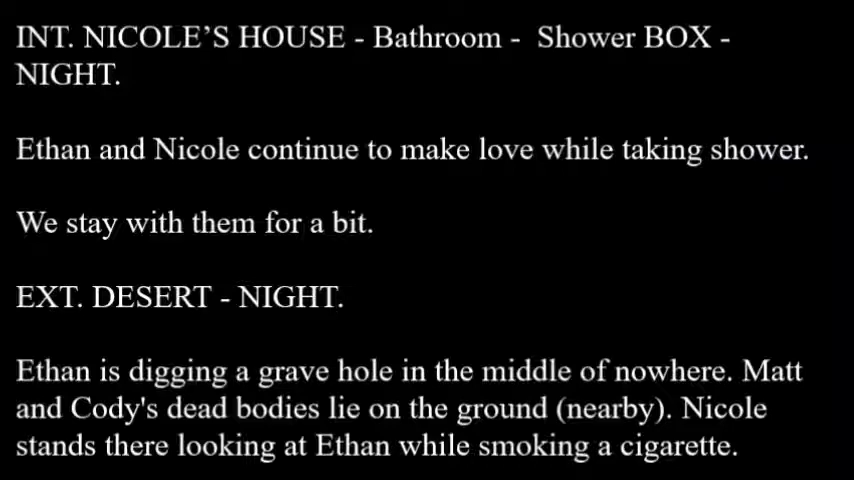 INT. NICOLE’S HOUSE - Bathroom -  Shower BOX -
NIGHT.
Ethan and Nicole continue to make love while taking shower.
We stay with them for a bit.
EXT. DESERT - NIGHT.
Ethan is digging a grave hole in the middle of nowhere. Matt
and Cody's dead bodies lie on the ground (nearby). Nicole
stands there looking at Ethan while smoking a cigarette.